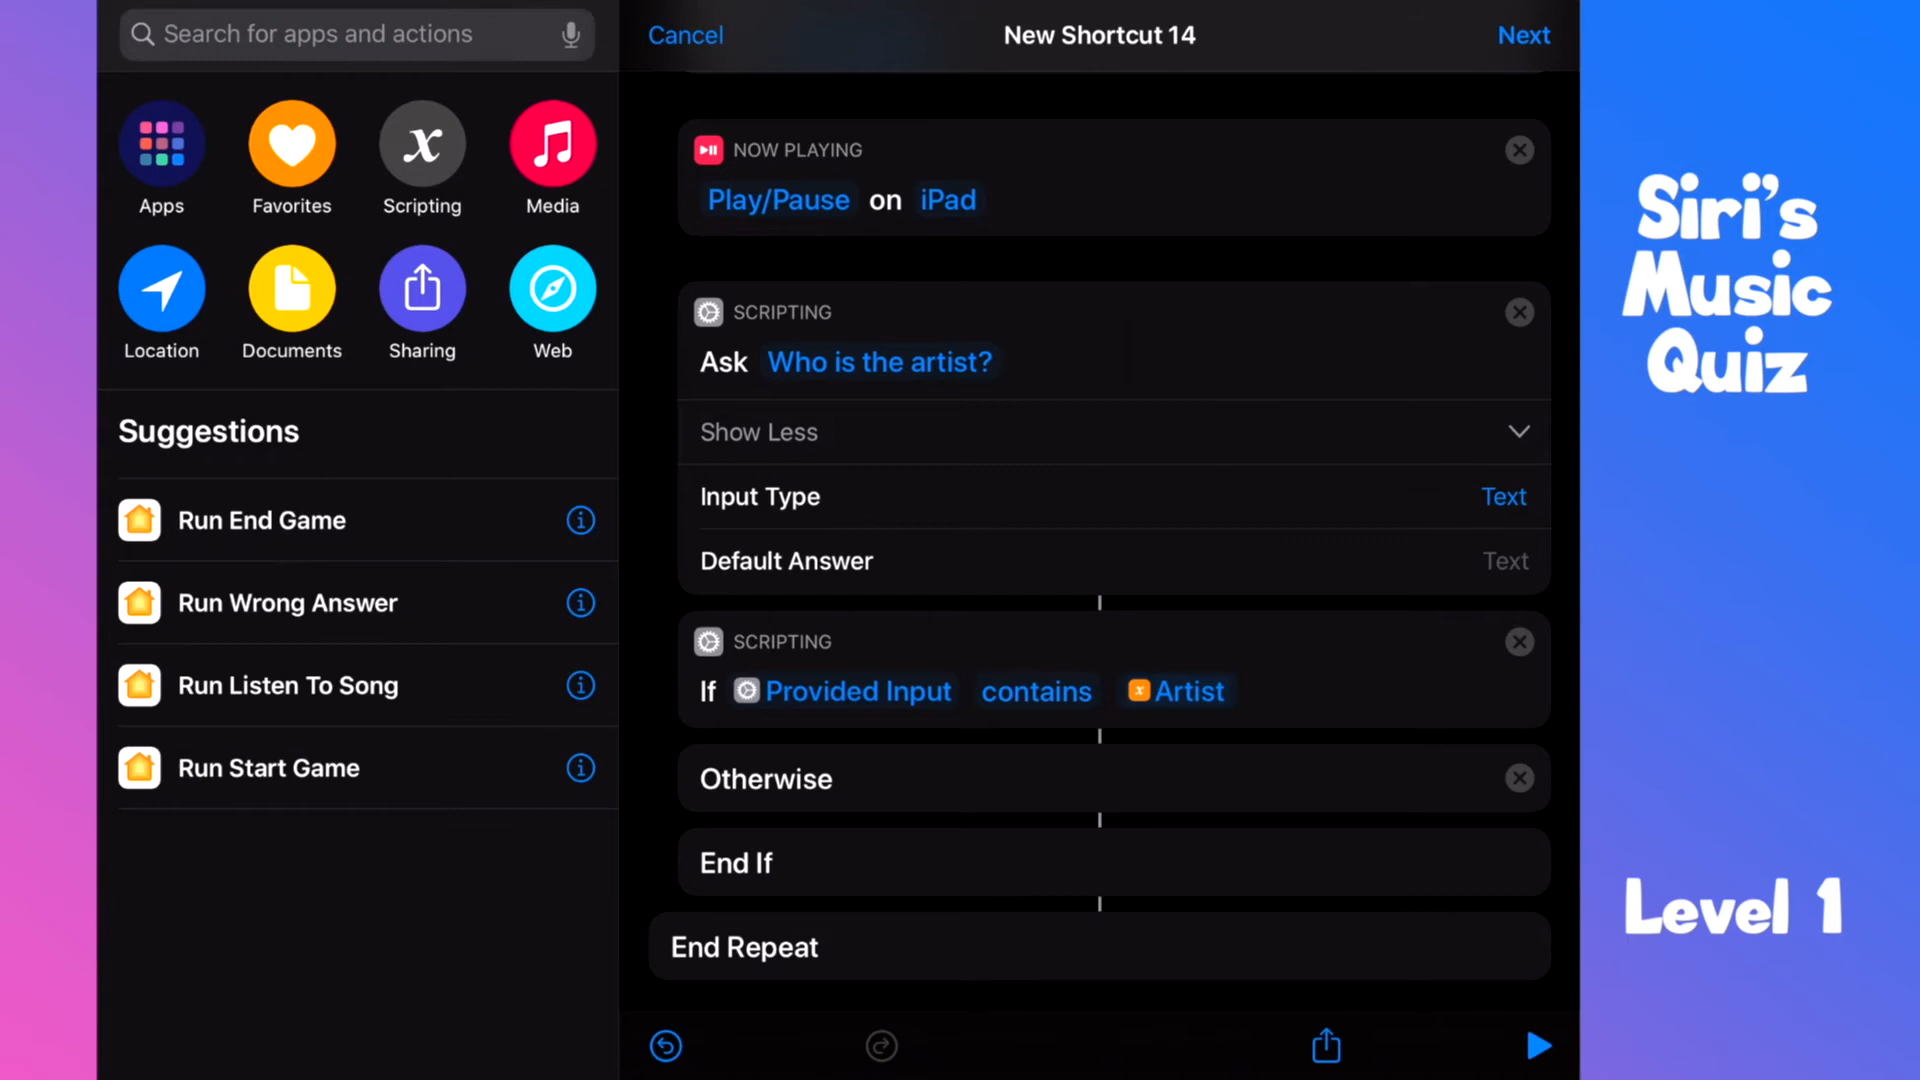 Search for apps and actions
Apps
Favorites
Scripting
Media
Location
Documents
Sharing
Web
Suggestions
Run End Game
Run Wrong Answer
Run Listen To Song
Run Start Game
Cancel
New Shortcut 14
Next
NOW PLAYING
Play/Pause on iPad
SCRIPTING
Ask Who is the artist?
Show Less
Input Type Text
Default Answer Text
SCRIPTING
If Provided Input contains x Artist
Otherwise
End If
End Repeat
Siri's
Music
Quiz
Level 1